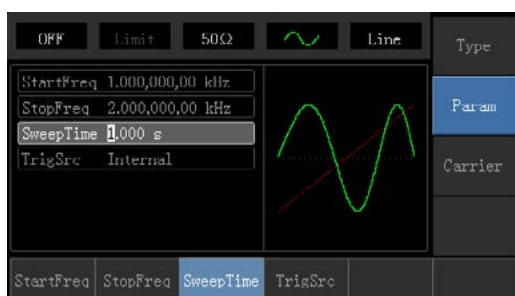 OFF Limit 50Ω Line Type
StartFreq 1.000,000,00 kHz
StopFreq 2.000,000,00 kHz
SweepTime 1.000 s
TrigSrc Internal
Param
Carrier
StartFreq StopFreq SweepTime TrigSrc